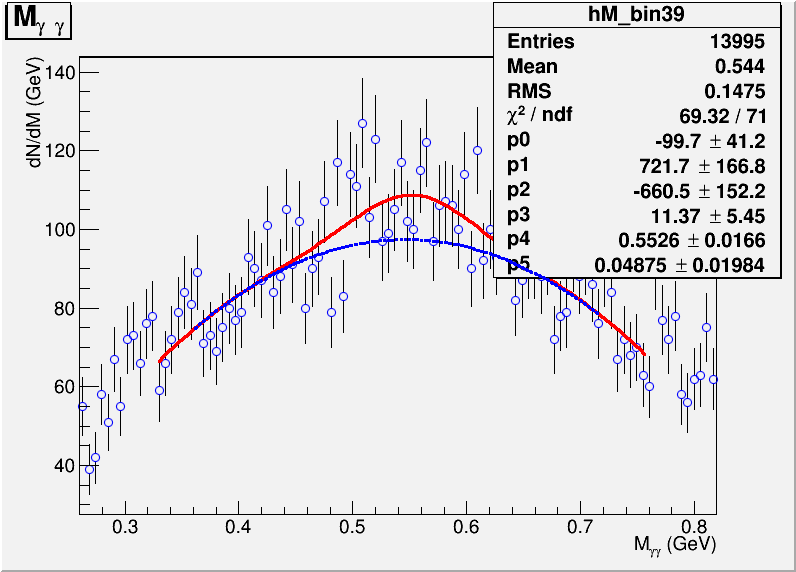 Mγ γ
hM_bin39
Entries 13995
Mean 0.544
RMS 0.1475
χ² / ndf 69.32 / 71
p0 -99.7 ± 41.2
p1 721.7 ± 166.8
p2 -660.5 ± 152.2
p3 11.37 ± 5.45
p4 0.5526 ± 0.0166
p5 0.04875 ± 0.01984
dN/dM (GeV)
140
120
100
80
60
40
0.3 0.4 0.5 0.6 0.7 0.8
Mγγ (GeV)